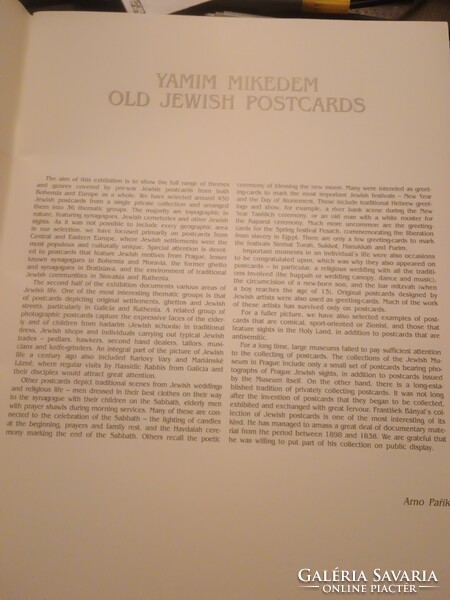 YAMIM MIKEDEM
OLD JEWISH POSTCARDS
The aim of this exhibition is to show the full range of themes
and genres covered by pre-war Jewish postcards from both
Bohemia and Europe as a whole. We have selected around 450
Jewish postcards from a single private collection and arranged
them into 36 thematic groups. The majority are topographic in
nature, featuring synagogues, Jewish cemeteries and other Jewish
sights. As it was not possible to include every geographic area
in our selection, we have focused primarily on postcards from
Central and Eastern Europe, where Jewish settlements were the
most populous and culturally unique. Special attention is devot-
ed to postcards that feature Jewish motives from Prague, lesser
known synagogues in Bohemia and Moravia, the former ghetto
and synagogues in Bratislava, and the environment of traditional
Jewish communities in Slovakia and Ruthenia.
The second half of the exhibition documents various areas of
Jewish life. One of the most interesting thematic groups is that
of postcards depicting original settlements, ghettos and Jewish
streets, particularly in Galicia and Ruthenia. A related group of
photographic postcards capture the expressive faces of the elder-
ly and of children from hadarim (Jewish schools) in traditional
dress, Jewish shops and individuals carrying out typical Jewish
trades – pedlars, hawkers, second hand dealers, tailors, musi-
cians and knife-grinders. An integral part of the picture of Jewish
life a century ago also included Karlovy Vary and Mariánské
Lázně, where regular visits by Hassidic Rabbis from Galicia and
their disciples would attract great attention.
Other postcards depict traditional scenes from Jewish weddings
and religious life – men dressed in their best clothes on their way
to the synagogue with their children on the Sabbath, elderly men
with prayer shawls during morning services. Many of these are con-
nected to the celebration of the Sabbath – the lighting of candles
at the beginning, prayers and family rest, and the Havdalah cere-
mony marking the end of the Sabbath. Others recall the poetic
ceremony of blessing the new moon. Many were intended as greet-
ing-cards to mark the most important Jewish festivals – New Year
and the Day of Atonement. These include traditional Hebrew greet-
ings and show, for example, a river bank scene during the New
Year Tashlich ceremony, or an old man with a white rooster for
the Kaparot ceremony. Much more uncommon are the greeting-
cards for the Spring festival Pesach, commemorating the liberation
from slavery in Egypt. There are only a few greeting-cards to mark
the festivals Simhat Torah, Sukkot, Hanukkah and Purim.
Important moments in an individual's life were also occasions
to be congratulated upon, which was why they also appeared on
postcards – in particular, a religious wedding with all the traditi-
ons involved (the huppah or wedding canopy, dance and music),
the circumcision of a new-born son, and the bar mitzvah (when
a boy reaches the age of 13). Original postcards designed by
Jewish artists were also used as greeting-cards. Much of the work
of these artists has survived only on postcards.
For a fuller picture, we have also selected examples of post-
cards that are comical, sport-oriented or Zionist, and those that
feature sights in the Holy Land, in addition to postcards that are
antisemitic.
For a long time, large museums failed to pay sufficient attention
to the collecting of postcards. The collections of the Jewish Mu-
seum in Prague include only a small set of postcards bearing pho-
tographs of Prague Jewish sights, in addition to postcards issued
by the Museum itself. On the other hand, there is a long-esta-
blished tradition of privately collecting postcards. It was not long
after the invention of postcards that they began to be collected,
exhibited and exchanged with great fervour. František Bányai's col-
lection of Jewish postcards is one of the most interesting of its
kind. He has managed to amass a great deal of documentary mate-
rial from the period between 1898 and 1938. We are grateful that
he was willing to put part of his collection on public display.
Arno Pařík
GALÉRIA SAVARIA
ONLINE PIACTÉR